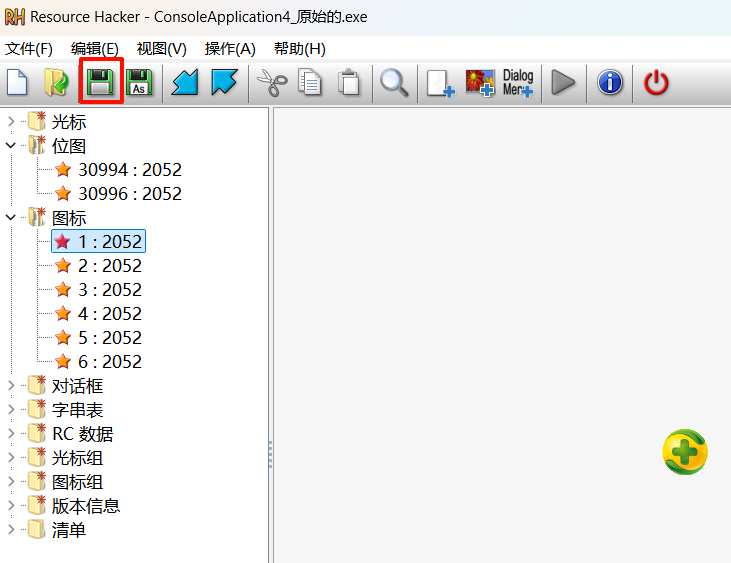 RH Resource Hacker - ConsoleApplication4_原始的.exe
文件(F) 编辑(E) 视图(V) 操作(A) 帮助(H)
As Dialog
Menu
光标
位图
30994 : 2052
30996 : 2052
图标
1 : 2052
2 : 2052
3 : 2052
4 : 2052
5 : 2052
6 : 2052
对话框
字串表
RC 数据
光标组
图标组
版本信息
清单